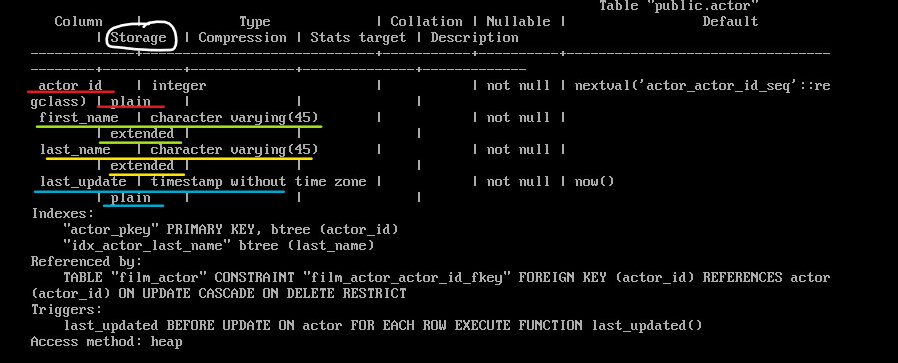 Table "public.actor"
Column | Type | Collation | Nullable | Default
| Storage | Compression | Stats target | Description
-------------+-----------------------------+-----------+----------+----------------------------------
--------+----------+-------------+--------------+-------------
actor_id | integer | | not null | nextval('actor_actor_id_seq'::re
gclass) | plain | | |
first_name | character varying(45) | | not null |
| extended | | |
last_name | character varying(45) | | not null |
| extended | | |
last_update | timestamp without time zone | | not null | now()
| plain | | |
Indexes:
"actor_pkey" PRIMARY KEY, btree (actor_id)
"idx_actor_last_name" btree (last_name)
Referenced by:
TABLE "film_actor" CONSTRAINT "film_actor_actor_id_fkey" FOREIGN KEY (actor_id) REFERENCES actor
(actor_id) ON UPDATE CASCADE ON DELETE RESTRICT
Triggers:
last_updated BEFORE UPDATE ON actor FOR EACH ROW EXECUTE FUNCTION last_updated()
Access method: heap